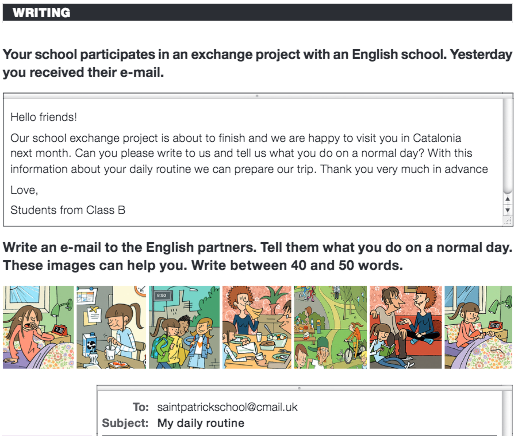 WRITING
Your school participates in an exchange project with an English school. Yesterday
you received their e-mail.
Hello friends!
Our school exchange project is about to finish and we are happy to visit you in Catalonia
next month. Can you please write to us and tell us what you do on a normal day? With this
information about your daily routine we can prepare our trip. Thank you very much in advance
Love,
Students from Class B
Write an e-mail to the English partners. Tell them what you do on a normal day.
These images can help you. Write between 40 and 50 words.
To: saintpatrickschool@cmail.uk
Subject: My daily routine